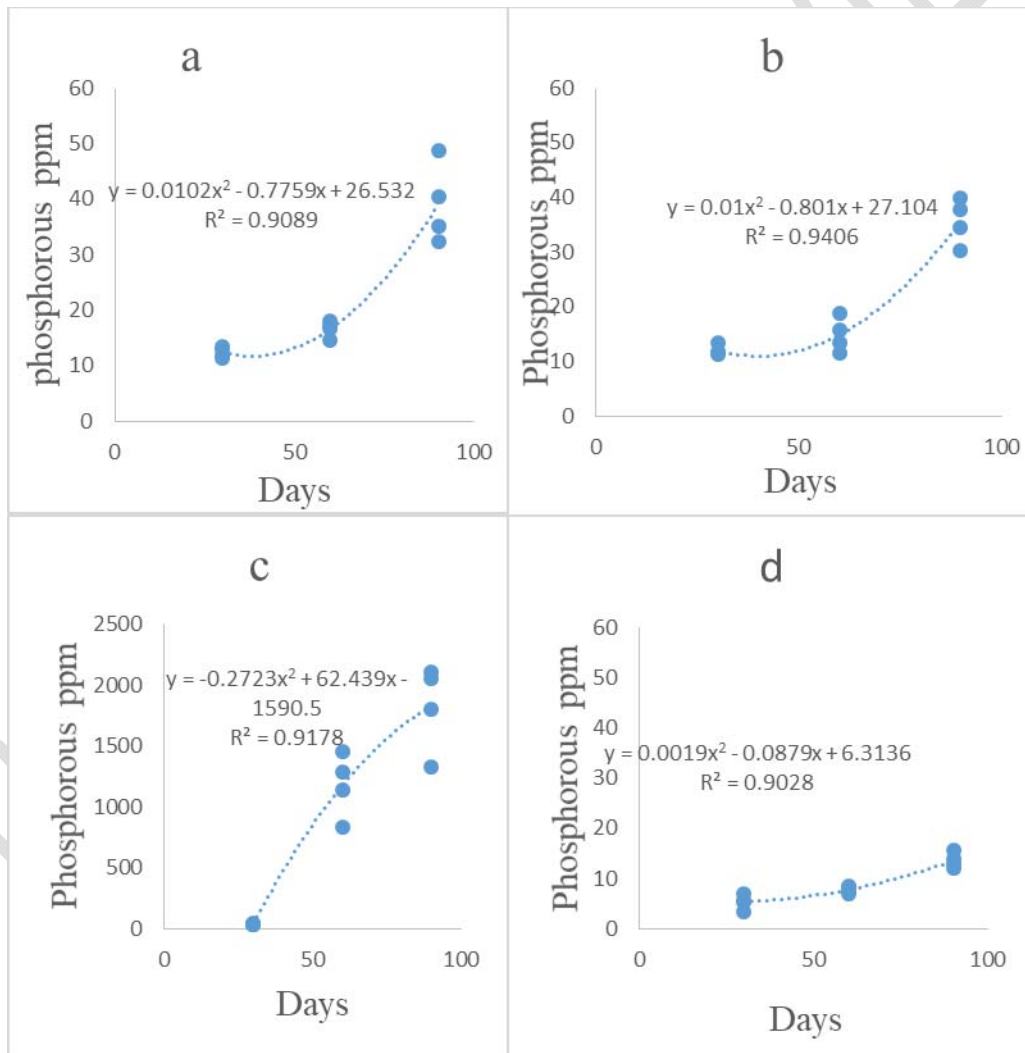 a
60
50
40
30
20
10
0
y = 0.0102x² - 0.7759x + 26.532
R² = 0.9089
phosphorous ppm
0 50 100
Days
b
60
50
40
30
20
10
0
y = 0.01x² - 0.801x + 27.104
R² = 0.9406
Phosphorous ppm
0 50 100
Days
c
2500
2000
1500
1000
500
0
y = -0.2723x² + 62.439x -
1590.5
R² = 0.9178
Phosphorous ppm
0 50 100
Days
d
60
50
40
30
20
10
0
y = 0.0019x² - 0.0879x + 6.3136
R² = 0.9028
Phosphorous ppm
0 50 100
Days